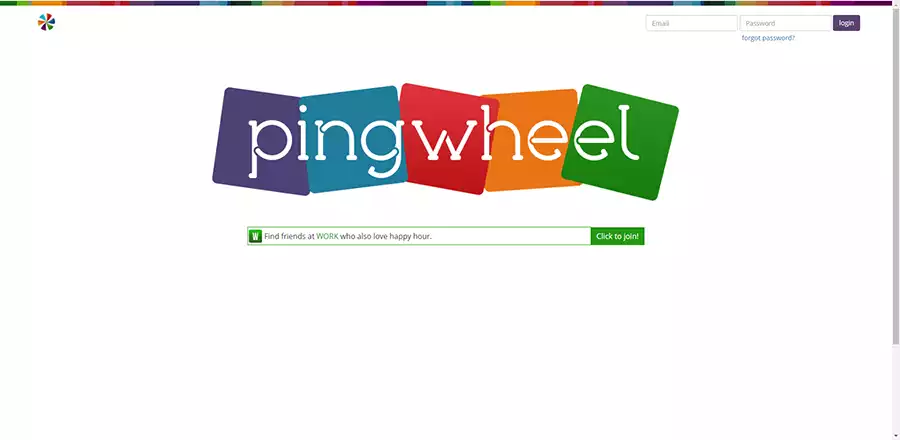 Email
Password
login
forgot password?
pingwheel
W Find friends at WORK who also love happy hour.
Click to join!